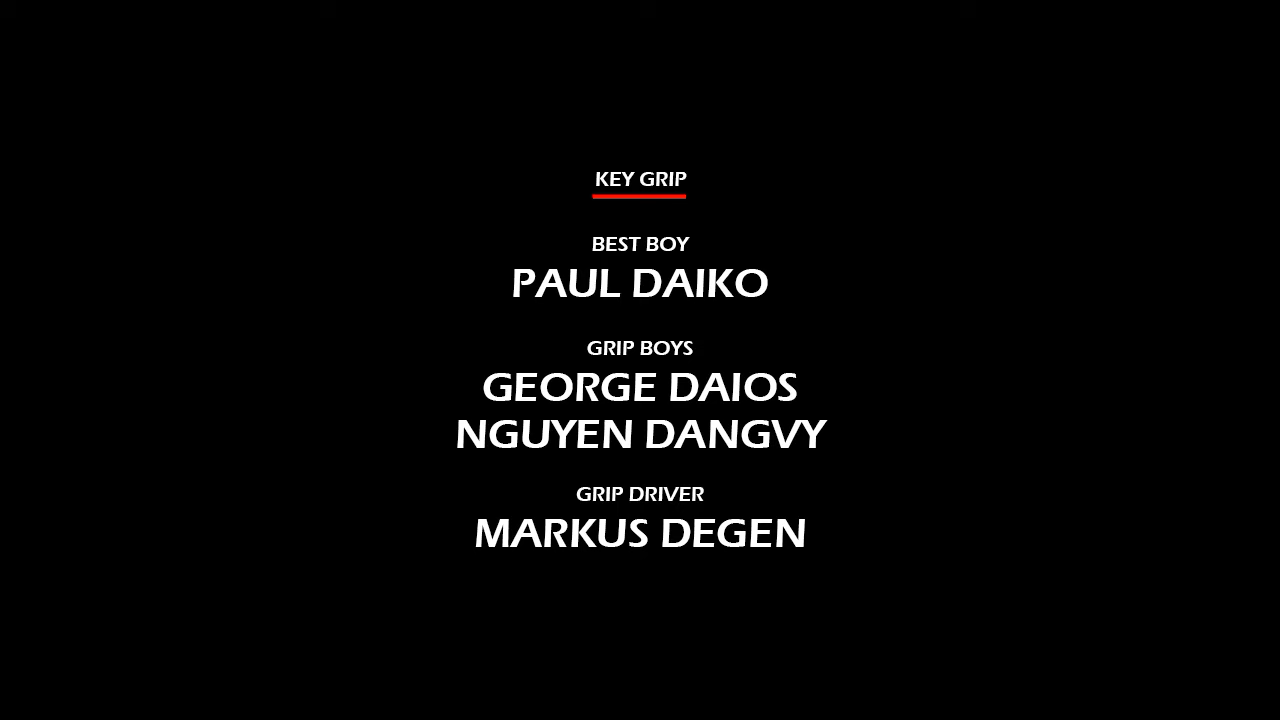 KEY GRIP
BEST BOY
PAUL DAIKO
GRIP BOYS
GEORGE DAIOS
NGUYEN DANGVY
GRIP DRIVER
MARKUS DEGEN